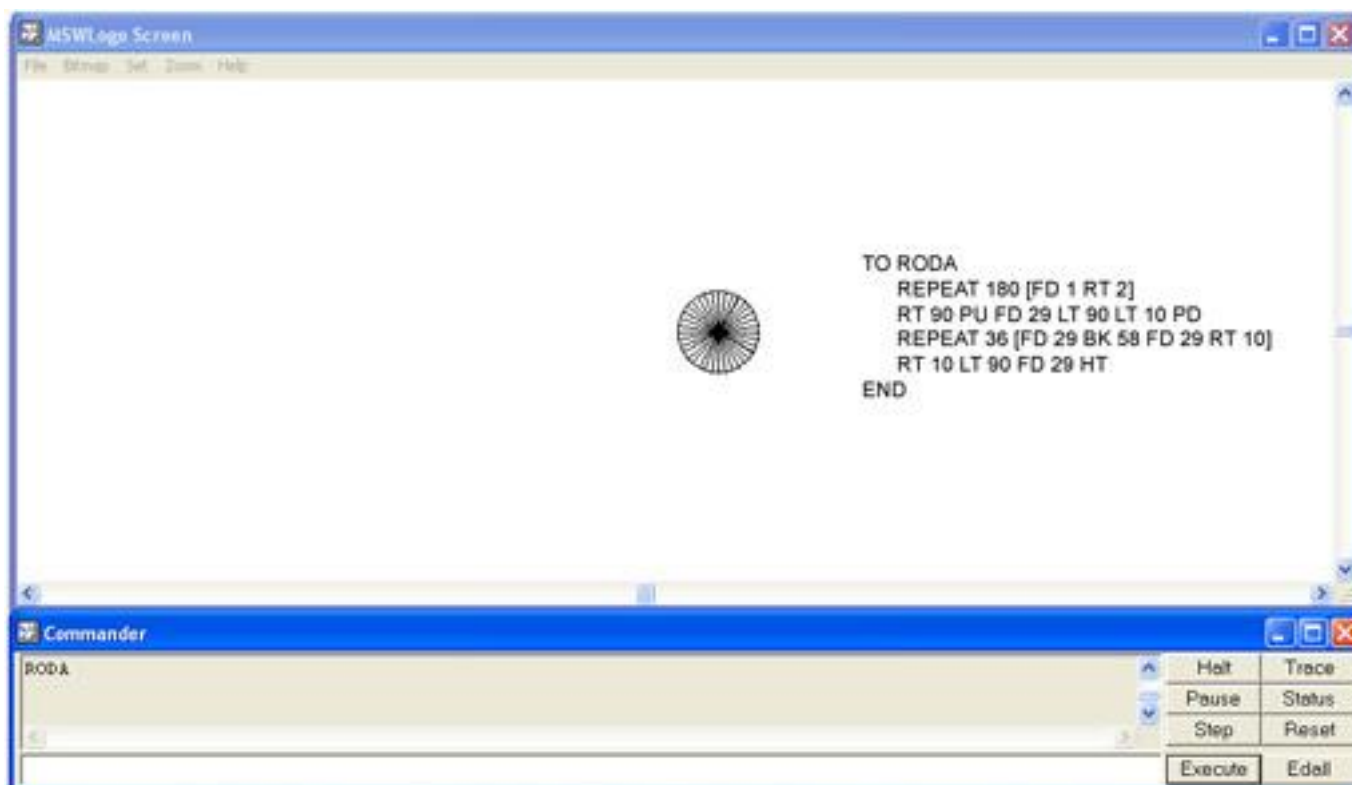 MSWLogo Screen
File Bitmap Set Zoom Help
TO RODA
REPEAT 180 [FD 1 RT 2]
RT 90 PU FD 29 LT 90 LT 10 PD
REPEAT 36 [FD 29 BK 58 FD 29 RT 10]
RT 10 LT 90 FD 29 HT
END
Commander
RODA
Halt Trace
Pause Status
Step Reset
Execute Edall